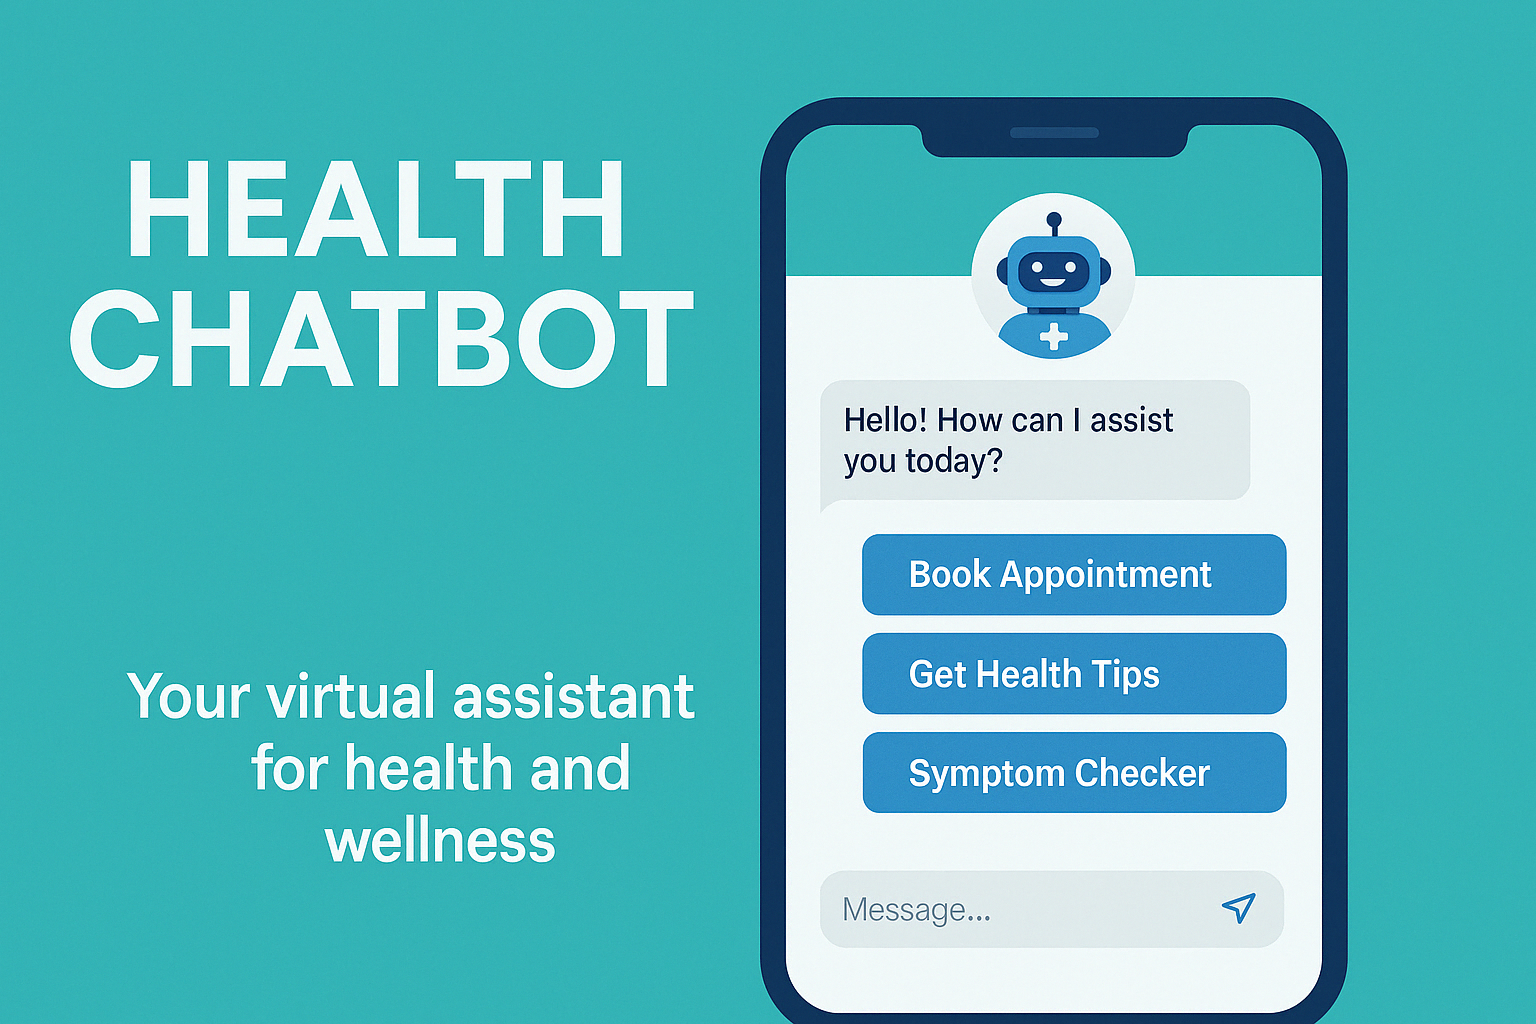 HEALTH
CHATBOT
Your virtual assistant
for health and
wellness
Hello! How can I assist
you today?
Book Appointment
Get Health Tips
Symptom Checker
Message...